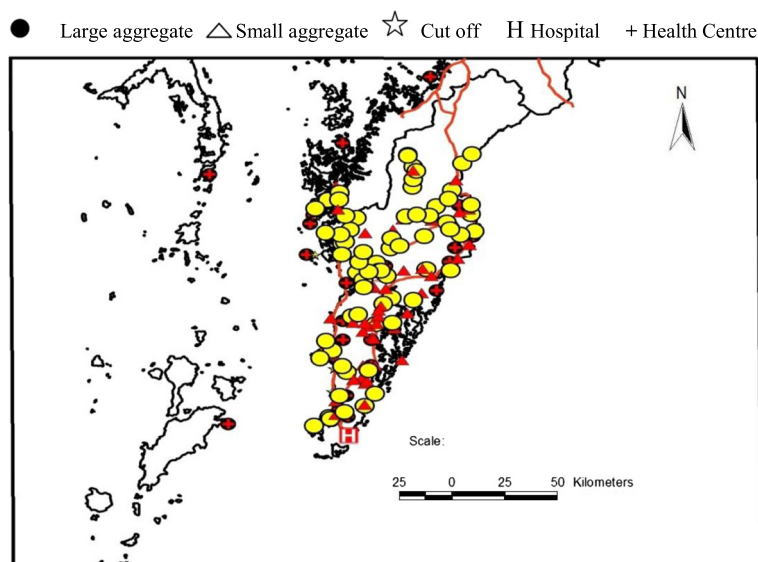 Large aggregate Small aggregate Cut off H Hospital + Health Centre
N
H
Scale:
25 0 25 50 Kilometers